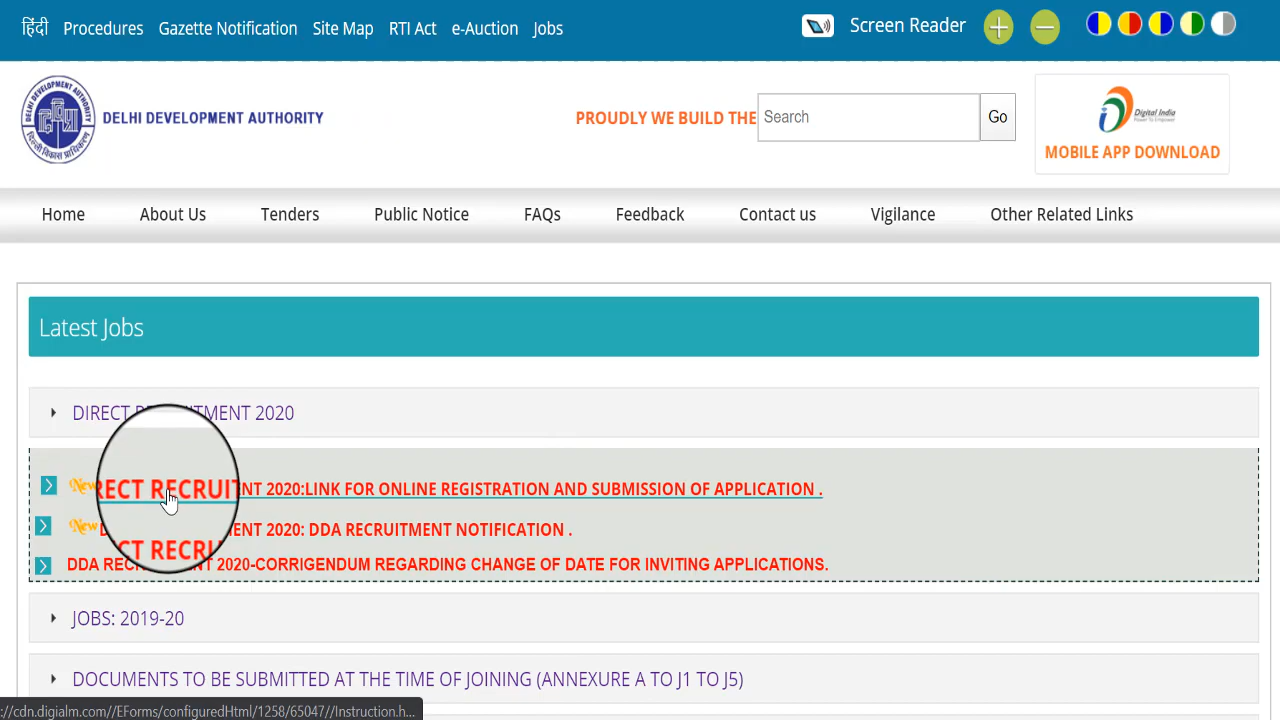 हिंदी Procedures Gazette Notification Site Map RTI Act e-Auction Jobs Screen Reader
DELHI DEVELOPMENT AUTHORITY PROUDLY WE BUILD THE Search Go Digital India
MOBILE APP DOWNLOAD
Home About Us Tenders Public Notice FAQs Feedback Contact us Vigilance Other Related Links
Latest Jobs
DIRECT RECRUITMENT 2020
New RECT RECRUIT NT 2020:LINK FOR ONLINE REGISTRATION AND SUBMISSION OF APPLICATION .
New D MENT 2020: DDA RECRUITMENT NOTIFICATION .
CT RECRU
DDA RECRUITMENT 2020-CORRIGENDUM REGARDING CHANGE OF DATE FOR INVITING APPLICATIONS.
JOBS: 2019-20
DOCUMENTS TO BE SUBMITTED AT THE TIME OF JOINING (ANNEXURE A TO J1 TO J5)
://cdn.digialm.com//EForms/configuredHtml/1258/65047//Instruction.h...